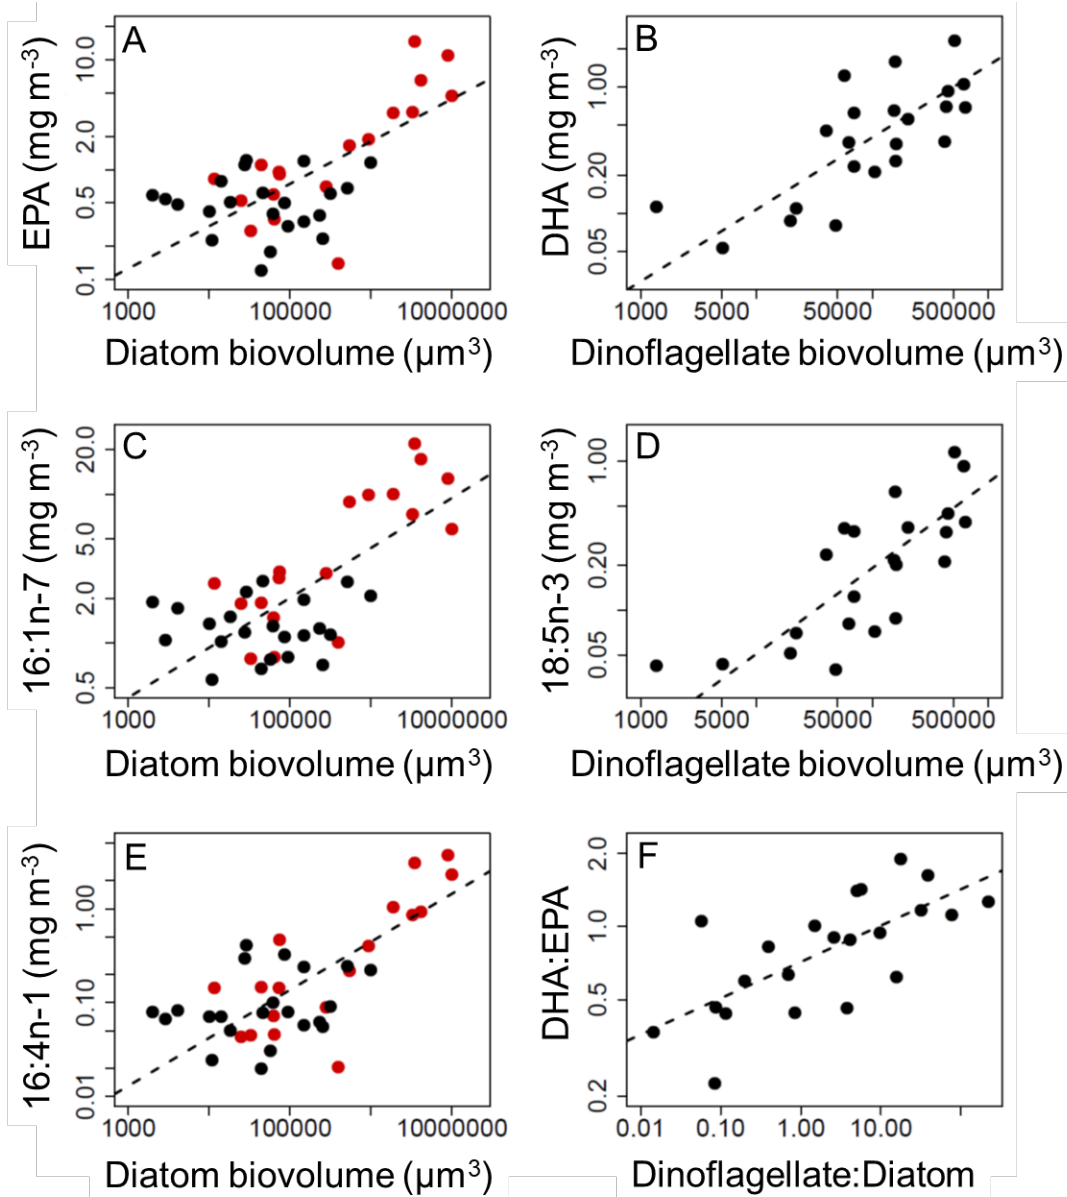 A
EPA (mg m-3)
10.0
2.0
0.5
0.1
1000 100000 10000000
Diatom biovolume (µm3)
B
DHA (mg m-3)
1.00
0.20
0.05
1000 5000 50000 500000
Dinoflagellate biovolume (µm3)
C
16:1n-7 (mg m-3)
20.0
5.0
2.0
0.5
1000 100000 10000000
Diatom biovolume (µm3)
D
18:5n-3 (mg m-3)
1.00
0.20
0.05
1000 5000 50000 500000
Dinoflagellate biovolume (µm3)
E
16:4n-1 (mg m-3)
1.00
0.10
0.01
1000 100000 10000000
Diatom biovolume (µm3)
F
DHA:EPA
2.0
1.0
0.5
0.2
0.01 0.10 1.00 10.00
Dinoflagellate:Diatom